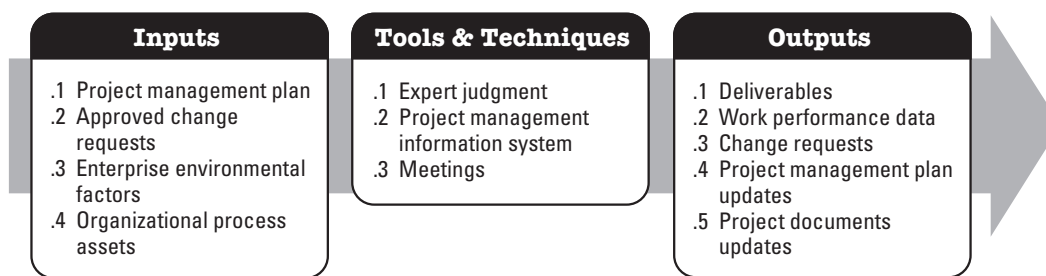 Inputs
.1 Project management plan
.2 Approved change
requests
.3 Enterprise environmental
factors
.4 Organizational process
assets
Tools & Techniques
.1 Expert judgment
.2 Project management
information system
.3 Meetings
Outputs
.1 Deliverables
.2 Work performance data
.3 Change requests
.4 Project management plan
updates
.5 Project documents
updates